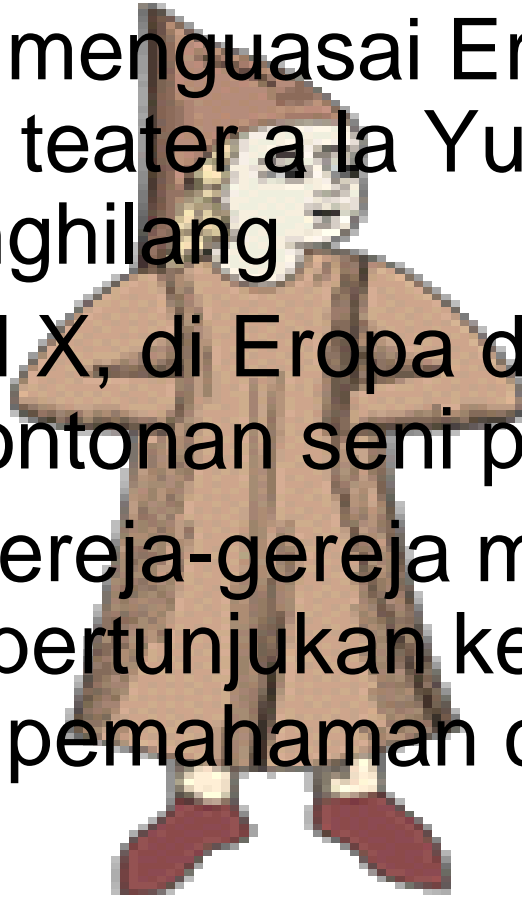 menguasai Er
teater a la Yu
ghilang
X, di Eropa d
ontonan seni p
ereja-gereja m
pertunjukan ke
pemahaman d